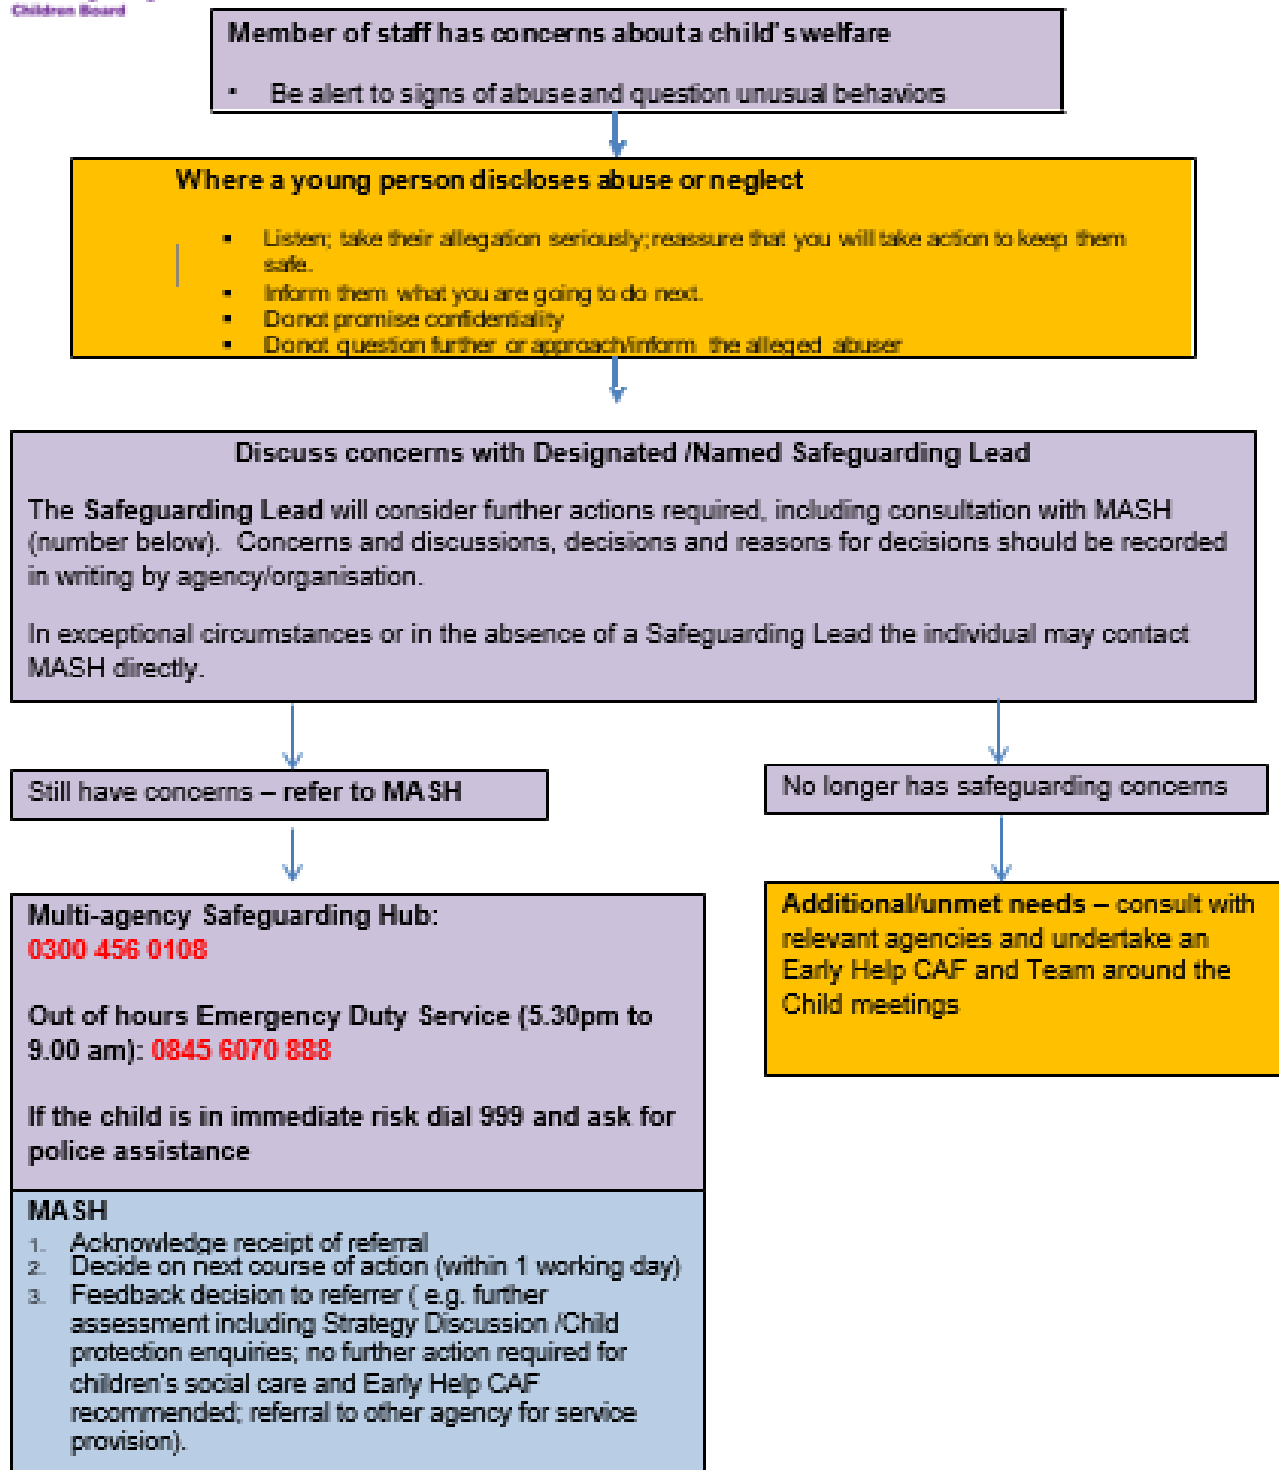 Children Board
Member of staff has concerns about a child's welfare
▪ Be alert to signs of abuse and question unusual behaviors
Where a young person discloses abuse or neglect
▪ Listen; take their allegation seriously; reassure that you will take action to keep them
safe.
▪ Inform them what you are going to do next.
▪ Do not promise confidentiality
▪ Do not question further or approach/inform the alleged abuser
Discuss concerns with Designated /Named Safeguarding Lead
The Safeguarding Lead will consider further actions required, including consultation with MASH
(number below). Concerns and discussions, decisions and reasons for decisions should be recorded
in writing by agency/organisation.
In exceptional circumstances or in the absence of a Safeguarding Lead the individual may contact
MASH directly.
Still have concerns – refer to MASH
No longer has safeguarding concerns
Multi-agency Safeguarding Hub:
0300 456 0108
Out of hours Emergency Duty Service (5.30pm to
9.00 am): 0845 6070 888
If the child is in immediate risk dial 999 and ask for
police assistance
Additional/unmet needs – consult with
relevant agencies and undertake an
Early Help CAF and Team around the
Child meetings
MASH
1. Acknowledge receipt of referral
2. Decide on next course of action (within 1 working day)
3. Feedback decision to referrer ( e.g. further
assessment including Strategy Discussion /Child
protection enquiries; no further action required for
children's social care and Early Help CAF
recommended; referral to other agency for service
provision).